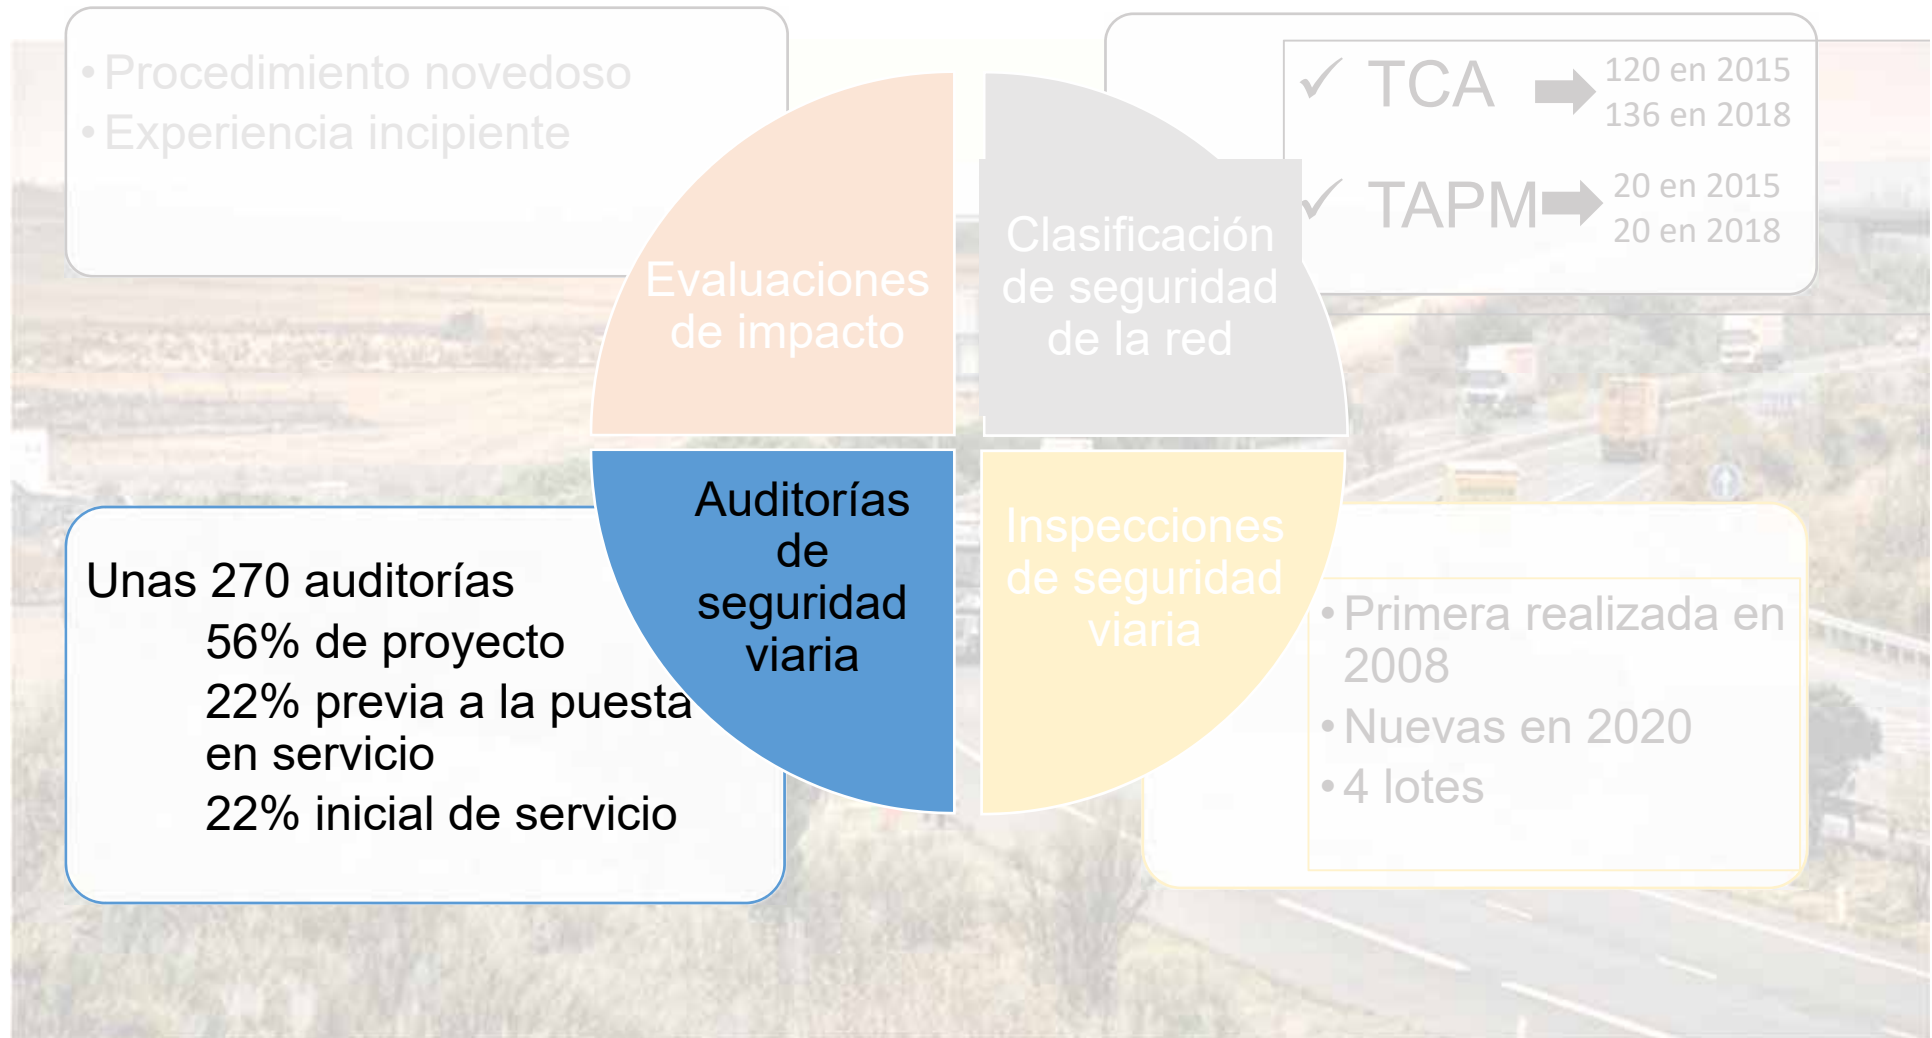 • Procedimiento novedoso
• Experiencia incipiente
Evaluaciones
de impacto
✓ TCA
120 en 2015
136 en 2018
✓ TAPM
20 en 2015
20 en 2018
Clasificación
de seguridad
de la red
Unas 270 auditorías
56% de proyecto
22% previa a la puesta
en servicio
22% inicial de servicio
Auditorías
de
seguridad
viaria
Inspecciones
de seguridad
viaria
• Primera realizada en
2008
• Nuevas en 2020
• 4 lotes